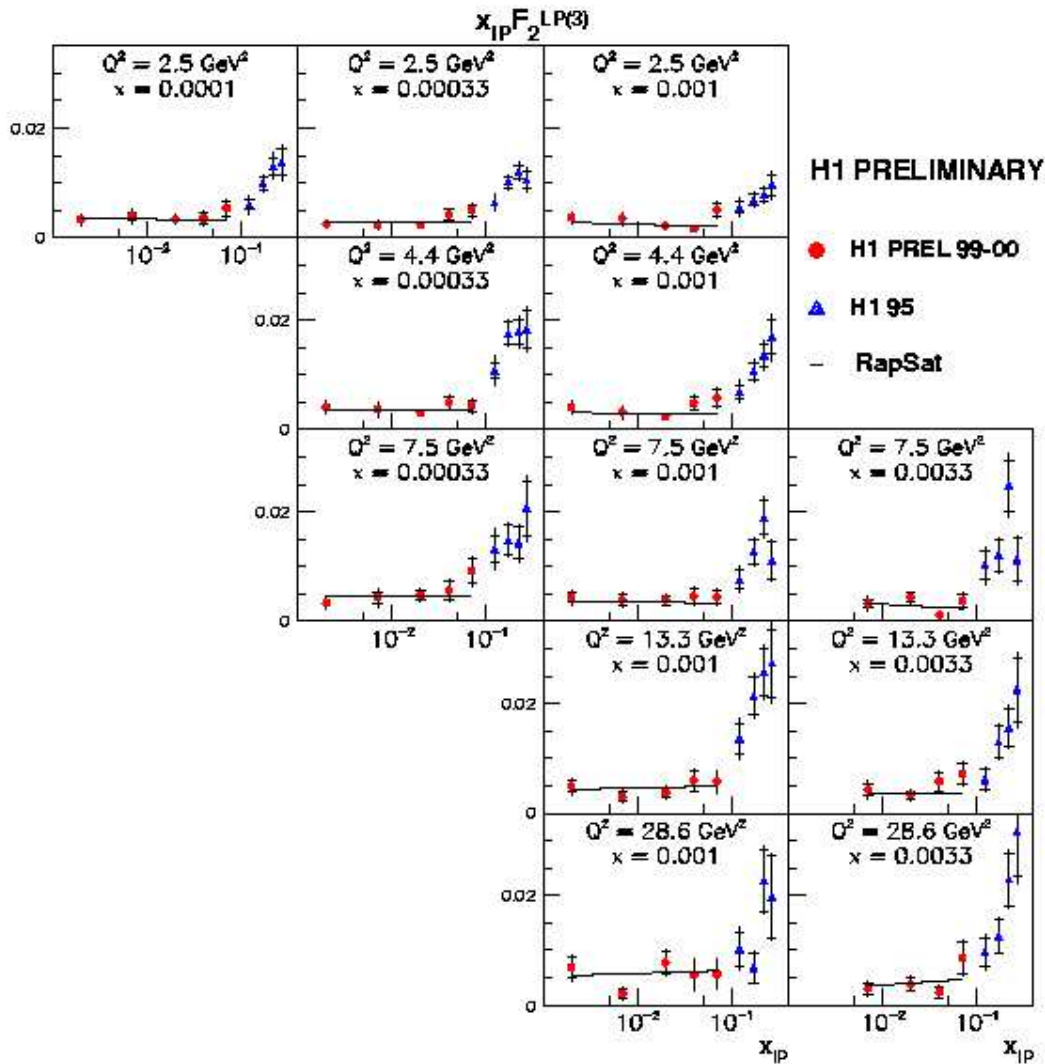 x_IP F_2^LP(3)
Q² = 2.5 GeV²
x = 0.0001
Q² = 2.5 GeV²
x = 0.00033
Q² = 2.5 GeV²
x = 0.001
0.02
0
10⁻²
10⁻¹
H1 PRELIMINARY
H1 PREL 99-00
H1 95
RapSat
Q² = 4.4 GeV²
x = 0.00033
Q² = 4.4 GeV²
x = 0.001
0.02
0
Q² = 7.5 GeV²
x = 0.00033
Q² = 7.5 GeV²
x = 0.001
Q² = 7.5 GeV²
x = 0.0033
0.02
0
10⁻²
10⁻¹
Q² = 13.3 GeV²
x = 0.001
Q² = 13.3 GeV²
x = 0.0033
0.02
0
Q² = 28.6 GeV²
x = 0.001
Q² = 28.6 GeV²
x = 0.0033
0.02
0
10⁻²
10⁻¹
10⁻²
10⁻¹
x_IP
x_IP